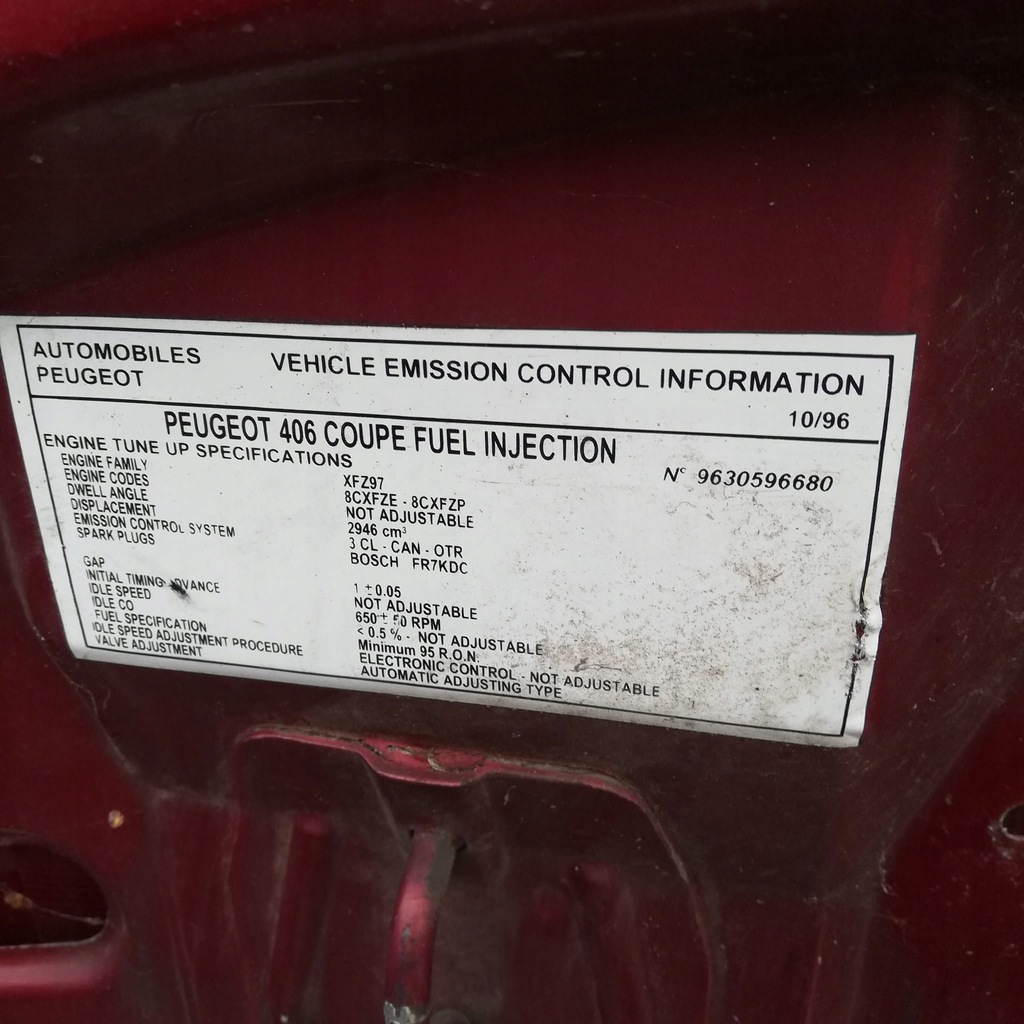 AUTOMOBILES PEUGEOT
VEHICLE EMISSION CONTROL INFORMATION
10/96
PEUGEOT 406 COUPE FUEL INJECTION
N° 9630596680
ENGINE TUNE UP SPECIFICATIONS
ENGINE FAMILY XFZ97
ENGINE CODES 8CXFZE - 8CXFZP
DWELL ANGLE NOT ADJUSTABLE
DISPLACEMENT 2946 cm³
EMISSION CONTROL SYSTEM 3 CL - CAN - OTR
SPARK PLUGS BOSCH FR7KDC
GAP 1 ± 0.05
INITIAL TIMING ADVANCE NOT ADJUSTABLE
IDLE SPEED 650 ± 50 RPM
IDLE CO < 0.5 % - NOT ADJUSTABLE
FUEL SPECIFICATION Minimum 95 R.O.N.
IDLE SPEED ADJUSTMENT PROCEDURE ELECTRONIC CONTROL - NOT ADJUSTABLE
VALVE ADJUSTMENT AUTOMATIC ADJUSTING TYPE